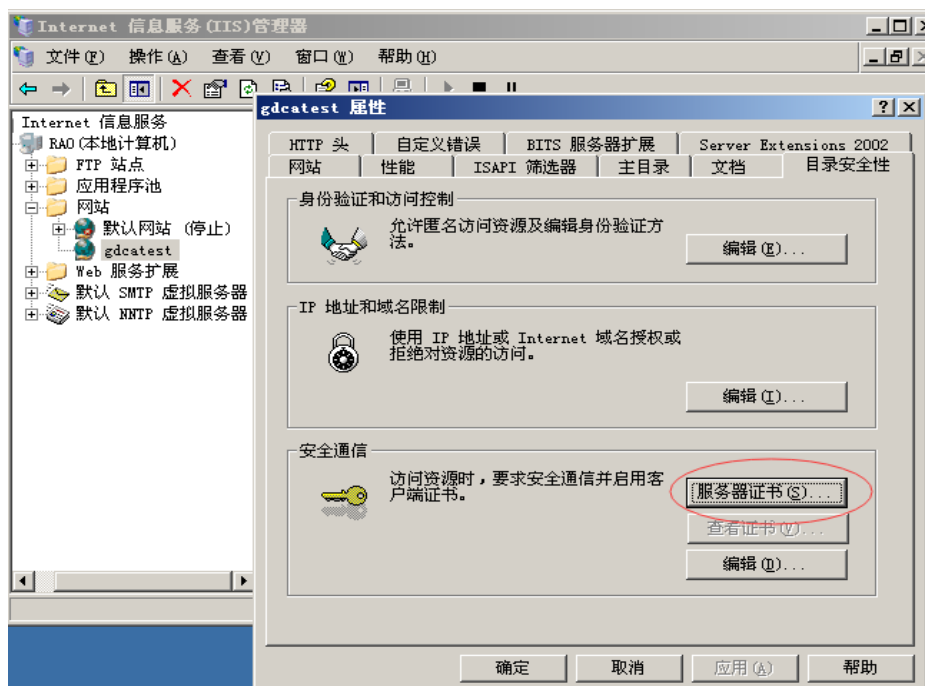 Internet 信息服务(IIS)管理器
文件(F) 操作(A) 查看(V) 窗口(W) 帮助(H)
Internet 信息服务
RAO(本地计算机)
FTP 站点
应用程序池
网站
默认网站 (停止)
gdcatest
Web 服务扩展
默认 SMTP 虚拟服务器
默认 NNTP 虚拟服务器
gdcatest 属性
HTTP 头 自定义错误 BITS 服务器扩展 Server Extensions 2002
网站 性能 ISAPI 筛选器 主目录 文档 目录安全性
身份验证和访问控制
允许匿名访问资源及编辑身份验证方
法。
编辑(E)...
IP 地址和域名限制
使用 IP 地址或 Internet 域名授权或
拒绝对资源的访问。
编辑(I)...
安全通信
访问资源时，要求安全通信并启用客
户端证书。
服务器证书(S)...
查看证书(V)...
编辑(D)...
确定 取消 应用(A) 帮助